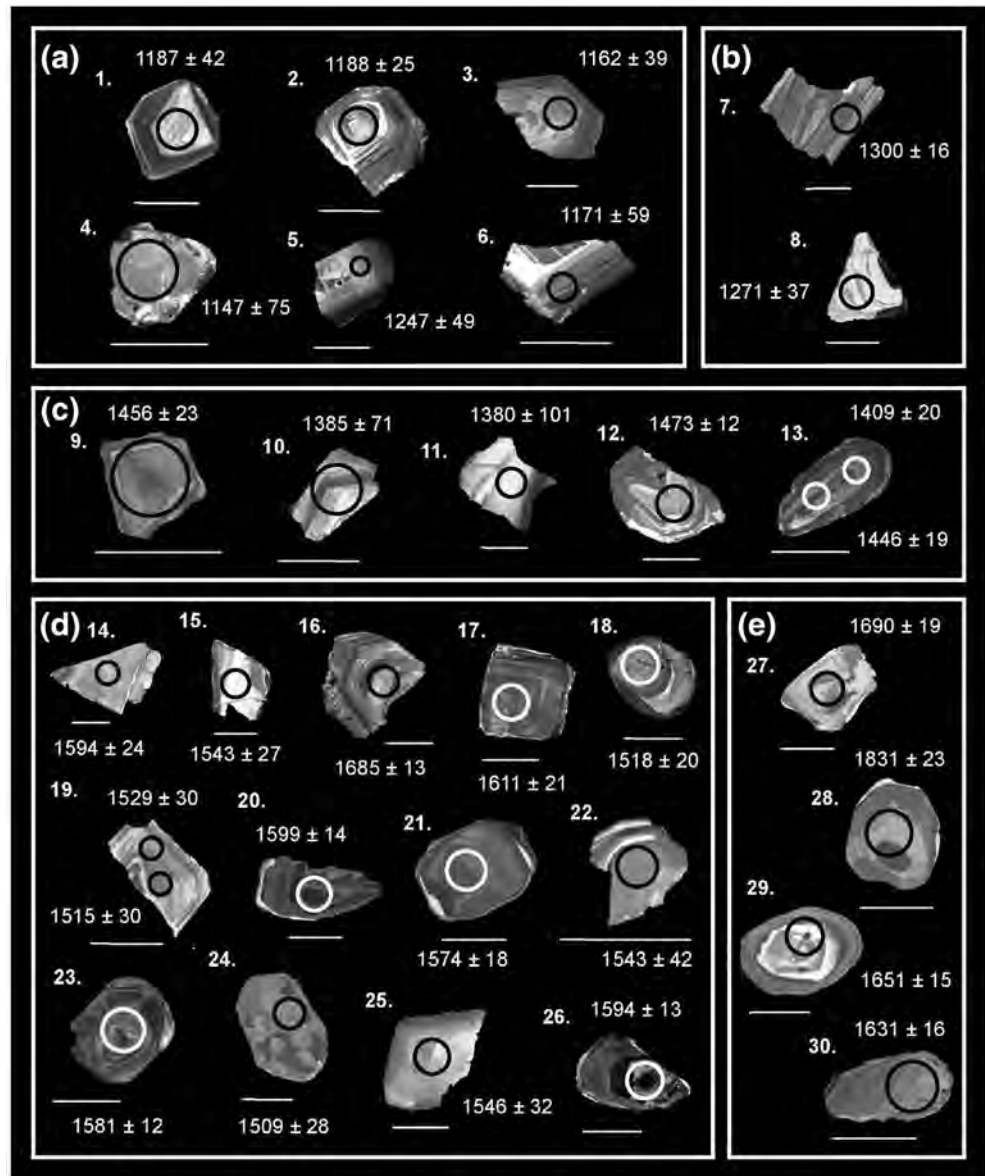 (a)
1187 ± 42
1188 ± 25
1162 ± 39
1.
2.
3.
4.
5.
1171 ± 59
6.
1147 ± 75
1247 ± 49
(b)
7.
1300 ± 16
8.
1271 ± 37
(c)
1456 ± 23
1385 ± 71
1380 ± 101
1473 ± 12
1409 ± 20
9.
10.
11.
12.
13.
1446 ± 19
(d)
14.
15.
16.
17.
18.
1594 ± 24
1543 ± 27
1685 ± 13
1611 ± 21
1518 ± 20
19.
1529 ± 30
20.
1599 ± 14
21.
22.
1515 ± 30
1574 ± 18
1543 ± 42
23.
24.
25.
26.
1594 ± 13
1581 ± 12
1509 ± 28
1546 ± 32
(e)
1690 ± 19
27.
1831 ± 23
28.
29.
1651 ± 15
1631 ± 16
30.